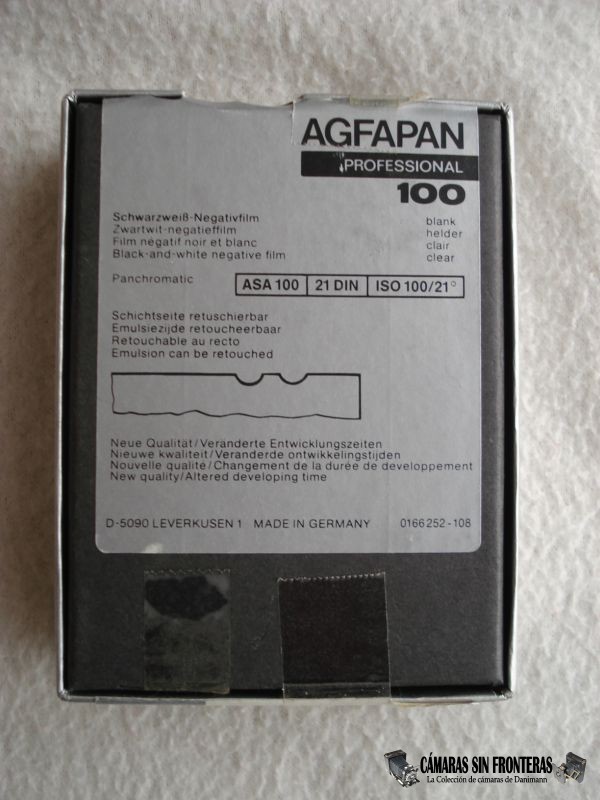 AGFAPAN
PROFESSIONAL
100
Schwarzweiß-Negativfilm blank
Zwartwit-negatieffilm helder
Film négatif noir et blanc clair
Black-and-white negative film clear
Panchromatic ASA 100 21 DIN ISO 100/21°
Schichtseite retuschierbar
Emulsiezijde retoucheerbaar
Retouchable au recto
Emulsion can be retouched
Neue Qualität/Veränderte Entwicklungszeiten
Nieuwe kwaliteit/Veranderde ontwikkelingstijden
Nouvelle qualité/Changement de la durée de développement
New quality/Altered developing time
D-5090 LEVERKUSEN 1 MADE IN GERMANY 0166252-108
CÁMARAS SIN FRONTERAS
La Colección de cámaras de Danimann